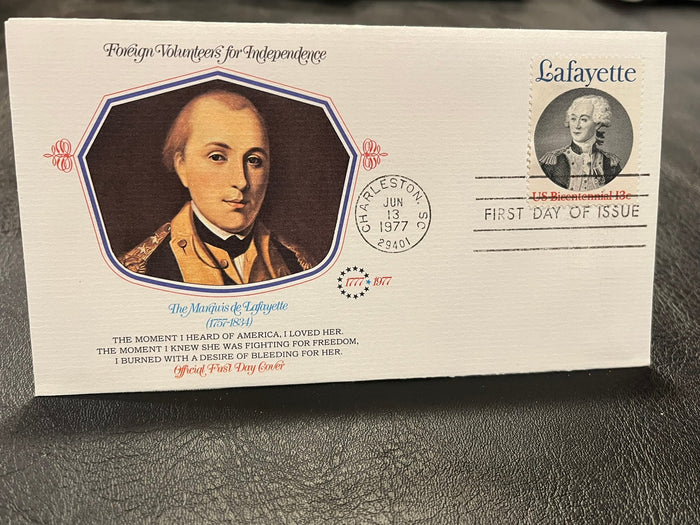 Foreign Volunteers for Independence
Lafayette
US Bicentennial 13c
FIRST DAY OF ISSUE
CHARLESTON, SC
JUN
13
1977
29401
1777 1977
The Marquis de Lafayette
(1757-1834)
THE MOMENT I HEARD OF AMERICA, I LOVED HER.
THE MOMENT I KNEW SHE WAS FIGHTING FOR FREEDOM,
I BURNED WITH A DESIRE OF BLEEDING FOR HER.
Official First Day Cover